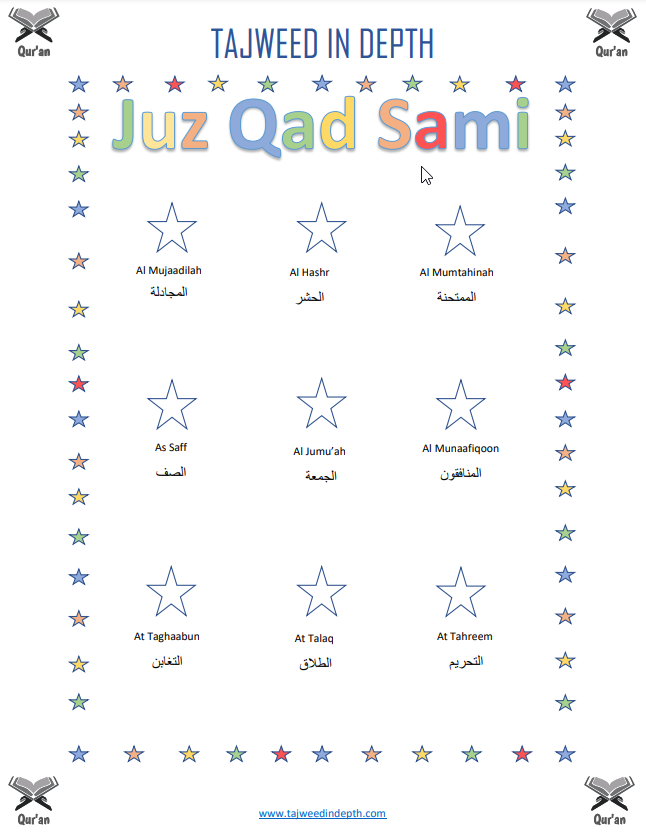 Qur'an
Qur'an
TAJWEED IN DEPTH
Juz Qad Sami
Al Mujaadilah
المجادلة
Al Hashr
الحشر
Al Mumtahinah
الممتحنة
As Saff
الصف
Al Jumu’ah
الجمعة
Al Munaafiqoon
المنافقون
At Taghaabun
التغابن
At Talaq
الطلاق
At Tahreem
التحريم
Qur'an
www.tajweedindepth.com
Qur'an